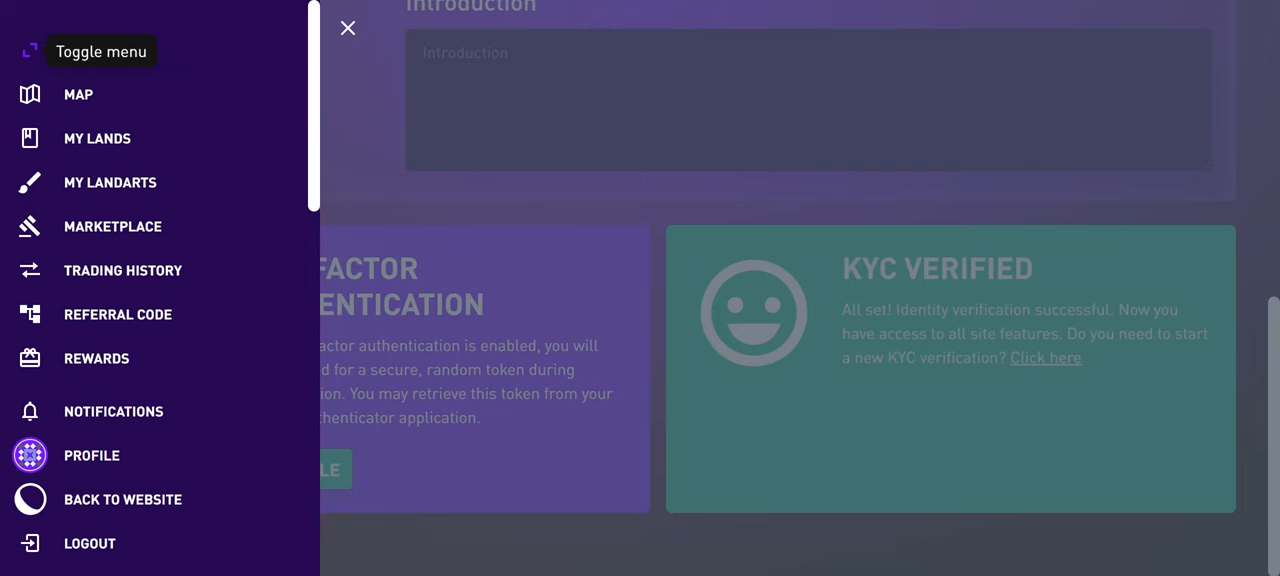 Toggle menu
MAP
MY LANDS
MY LANDARTS
MARKETPLACE
TRADING HISTORY
REFERRAL CODE
REWARDS
NOTIFICATIONS
PROFILE
BACK TO WEBSITE
LOGOUT
Introduction
Introduction
FACTOR
ENTICATION
actor authentication is enabled, you will
d for a secure, random token during
ion. You may retrieve this token from your
henticator application.
LE
KYC VERIFIED
All set! Identity verification successful. Now you
have access to all site features. Do you need to start
a new KYC verification? Click here